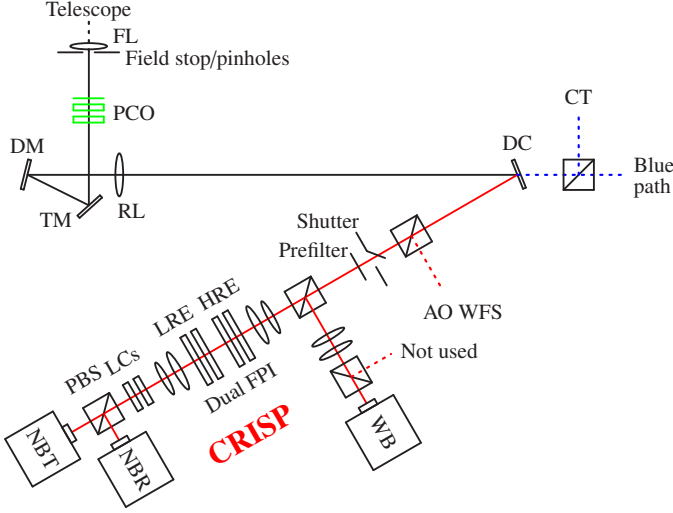 Telescope
FL
Field stop/pinholes
PCO
CT
DM
DC
Blue
path
TM
RL
Shutter
Prefilter
AO WFS
HRE
LRE
Not used
PBS LCs
Dual FPI
CRISP
WB
NBT
NBR